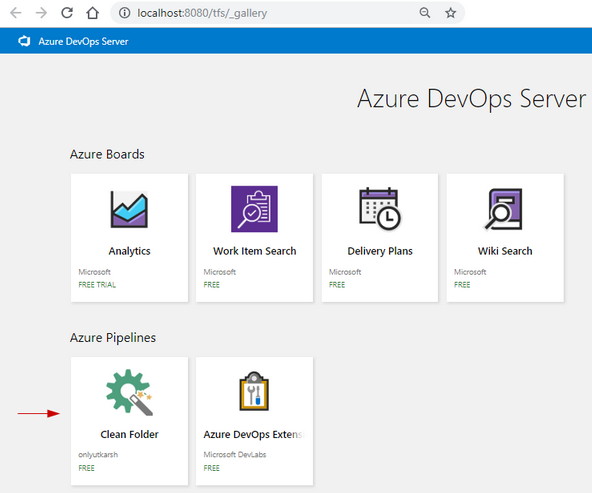 localhost:8080/tfs/_gallery
Azure DevOps Server
Azure DevOps Server
Azure Boards
Analytics
Work Item Search
Delivery Plans
Wiki Search
Microsoft
Microsoft
Microsoft
Microsoft
FREE TRIAL
FREE
FREE
FREE
Azure Pipelines
Clean Folder
Azure DevOps Extens
onlyutkarsh
Microsoft DevLabs
FREE
FREE